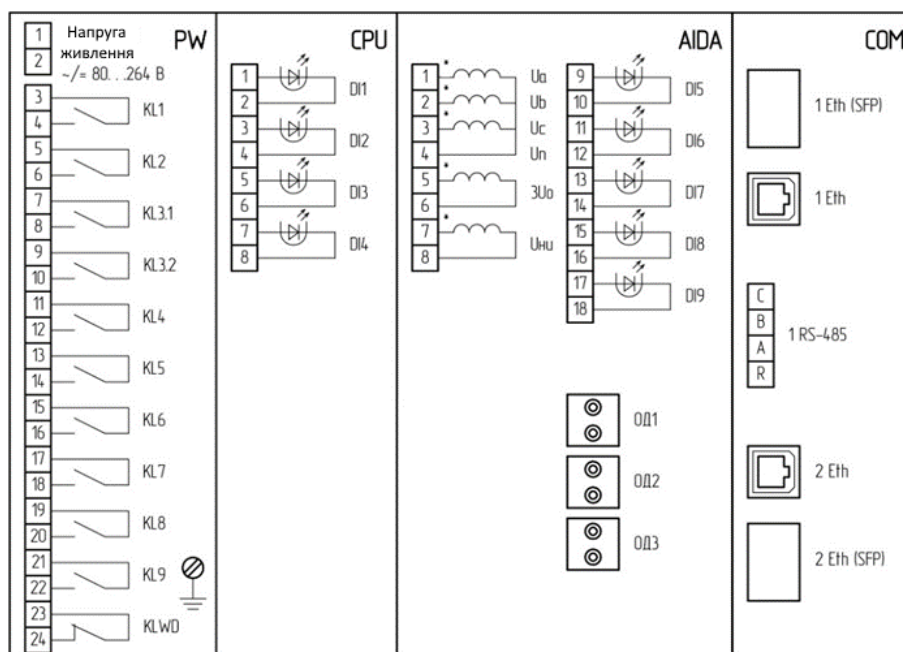 1
Напруга
живлення
PW
2
~/= 80. . .264 В
3
KL1
4
5
KL2
6
7
KL3.1
8
9
KL3.2
10
11
KL4
12
13
KL5
14
15
KL6
16
17
KL7
18
19
KL8
20
21
KL9
22
23
KLWD
24
CPU
1
DI1
2
3
DI2
4
5
DI3
6
7
DI4
8
AIDA
* 1 Ua
* 2 Ub
* 3 Uc
4 Un
* 5
3Uo
6
* 7
Uнu
8
9
DI5
10
11
DI6
12
13
DI7
14
15
DI8
16
17
DI9
18
ОД1
ОД2
ОД3
COM
1 Eth (SFP)
1 Eth
C
B
1 RS-485
A
R
2 Eth
2 Eth (SFP)